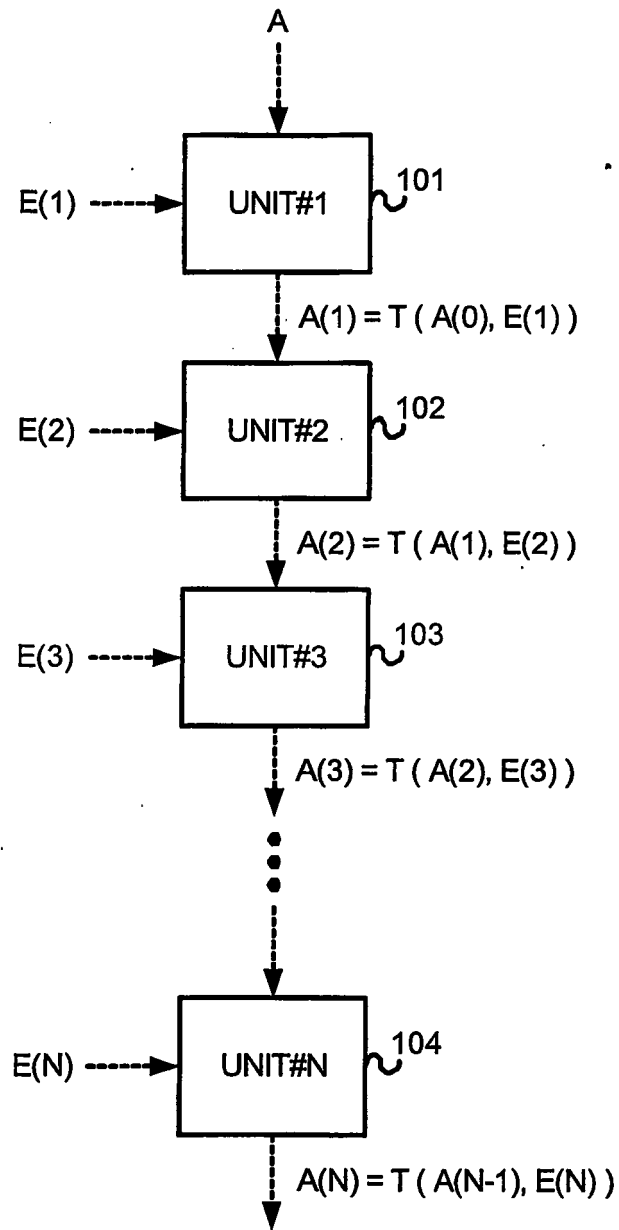 A
E(1)
UNIT#1
101
A(1) = T ( A(0), E(1) )
E(2)
UNIT#2
102
A(2) = T ( A(1), E(2) )
E(3)
UNIT#3
103
A(3) = T ( A(2), E(3) )
E(N)
UNIT#N
104
A(N) = T ( A(N-1), E(N) )